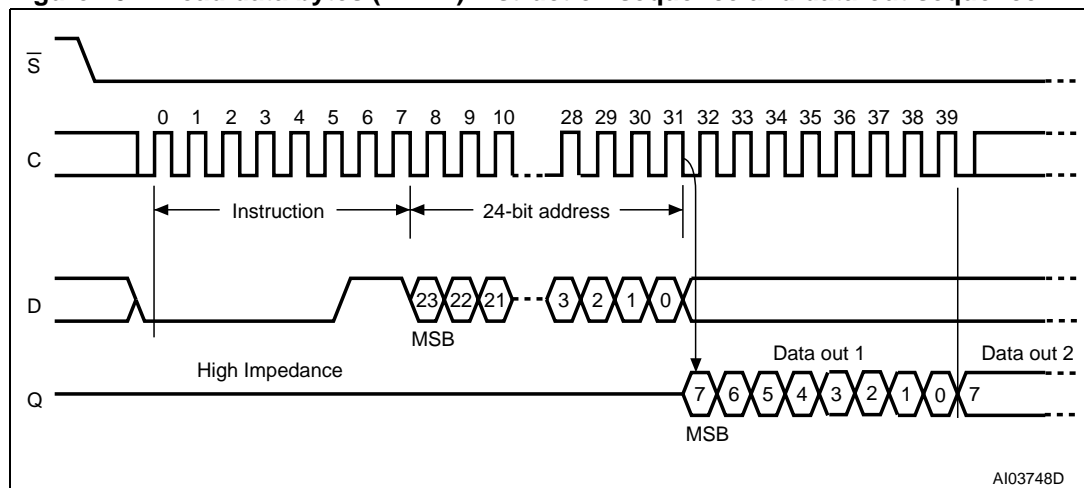 S
0 1 2 3 4 5 6 7 8 9 10 28 29 30 31 32 33 34 35 36 37 38 39
C
Instruction 24-bit address
D 23 22 21 3 2 1 0
MSB
High Impedance Data out 1 Data out 2
Q 7 6 5 4 3 2 1 0 7
MSB
AI03748D